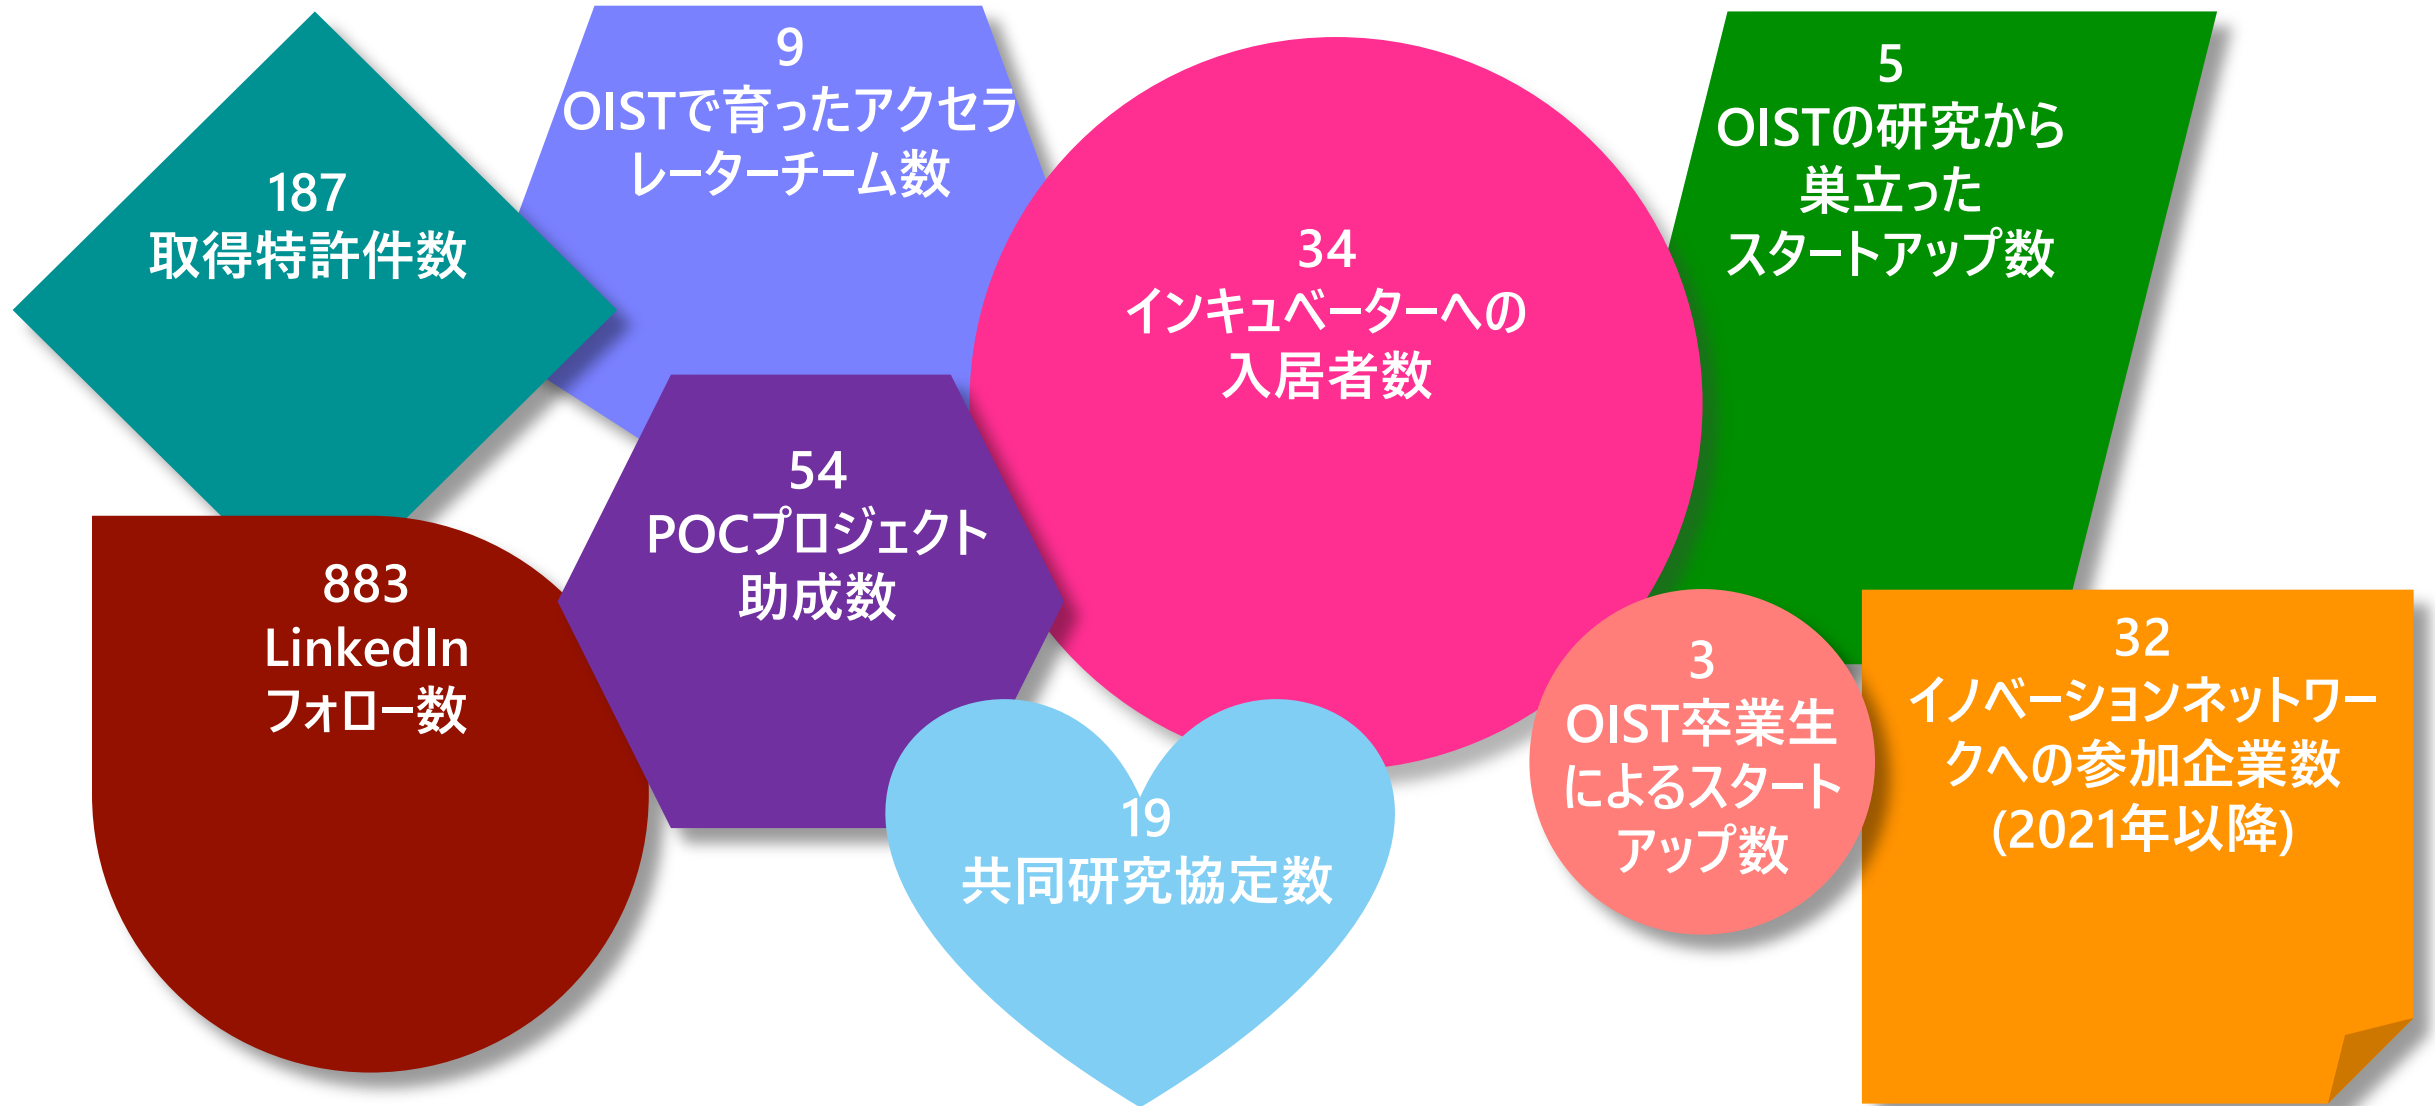 187
取得特許件数
9
OISTで育ったアクセラ
レーターチーム数
34
インキュベーターへの
入居者数
5
OISTの研究から
巣立った
スタートアップ数
883
LinkedIn
フォロー数
54
POCプロジェクト
助成数
19
共同研究協定数
3
OIST卒業生
によるスタート
アップ数
32
イノベーションネットワー
クへの参加企業数
(2021年以降)